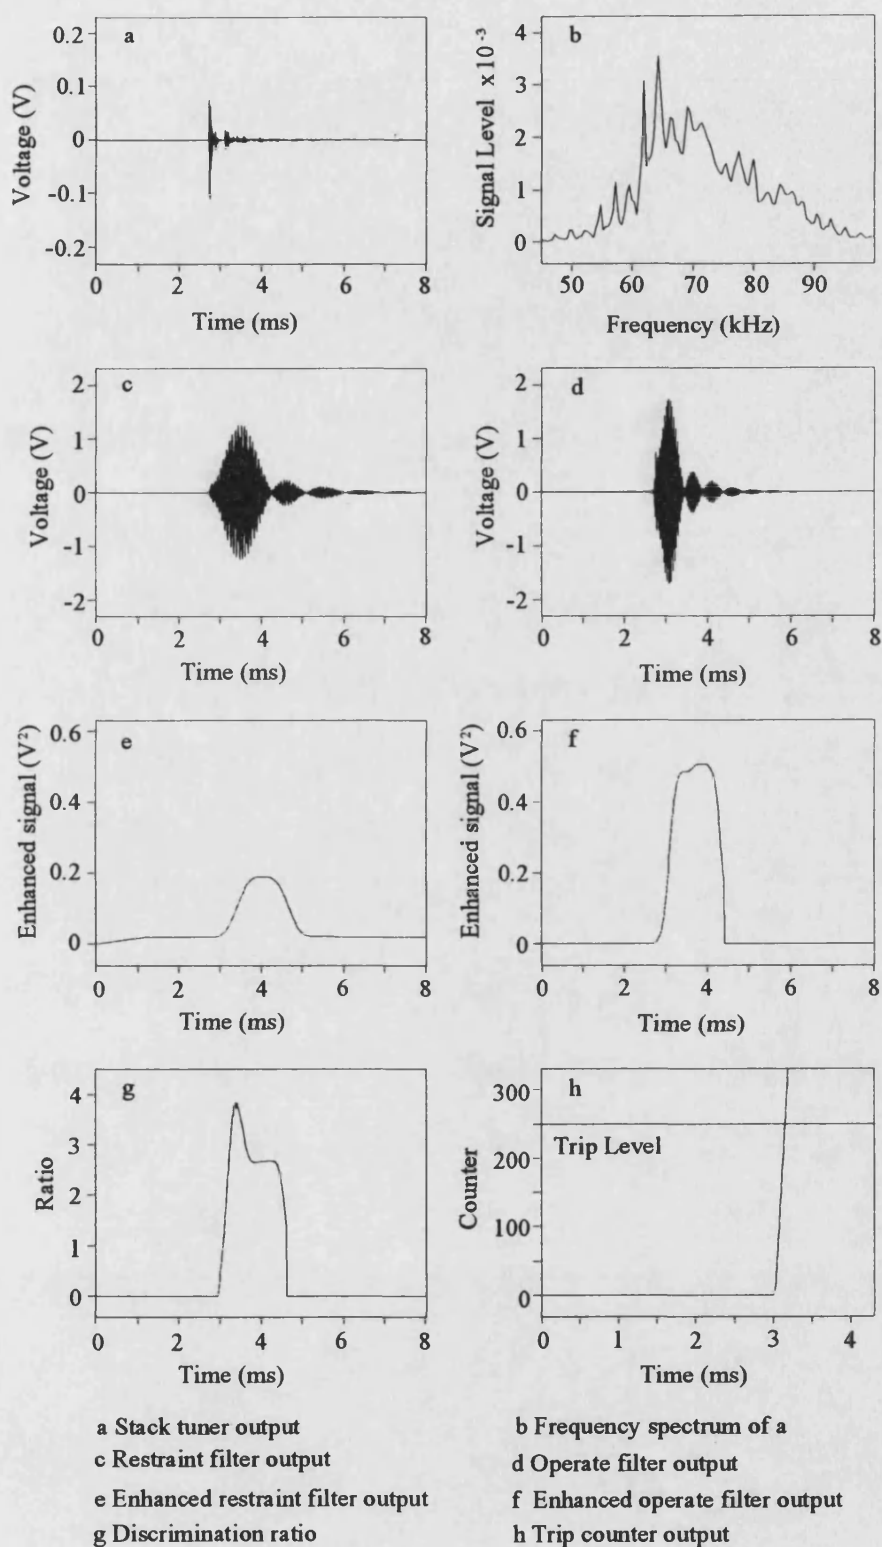 a
0.2
0.1
0
-0.1
-0.2
Voltage (V)
0 2 4 6 8
Time (ms)
b
4
3
2
1
0
Signal Level x10⁻³
50 60 70 80 90
Frequency (kHz)
c
2
1
0
-1
-2
Voltage (V)
0 2 4 6 8
Time (ms)
d
2
1
0
-1
-2
Voltage (V)
0 2 4 6 8
Time (ms)
e
0.6
0.4
0.2
0
Enhanced signal (V²)
0 2 4 6 8
Time (ms)
f
0.6
0.4
0.2
0
Enhanced signal (V²)
0 2 4 6 8
Time (ms)
g
4
3
2
1
0
Ratio
0 2 4 6 8
Time (ms)
h
300
200
100
0
Counter
Trip Level
0 1 2 3 4
Time (ms)
a Stack tuner output
b Frequency spectrum of a
c Restraint filter output
d Operate filter output
e Enhanced restraint filter output
f Enhanced operate filter output
g Discrimination ratio
h Trip counter output